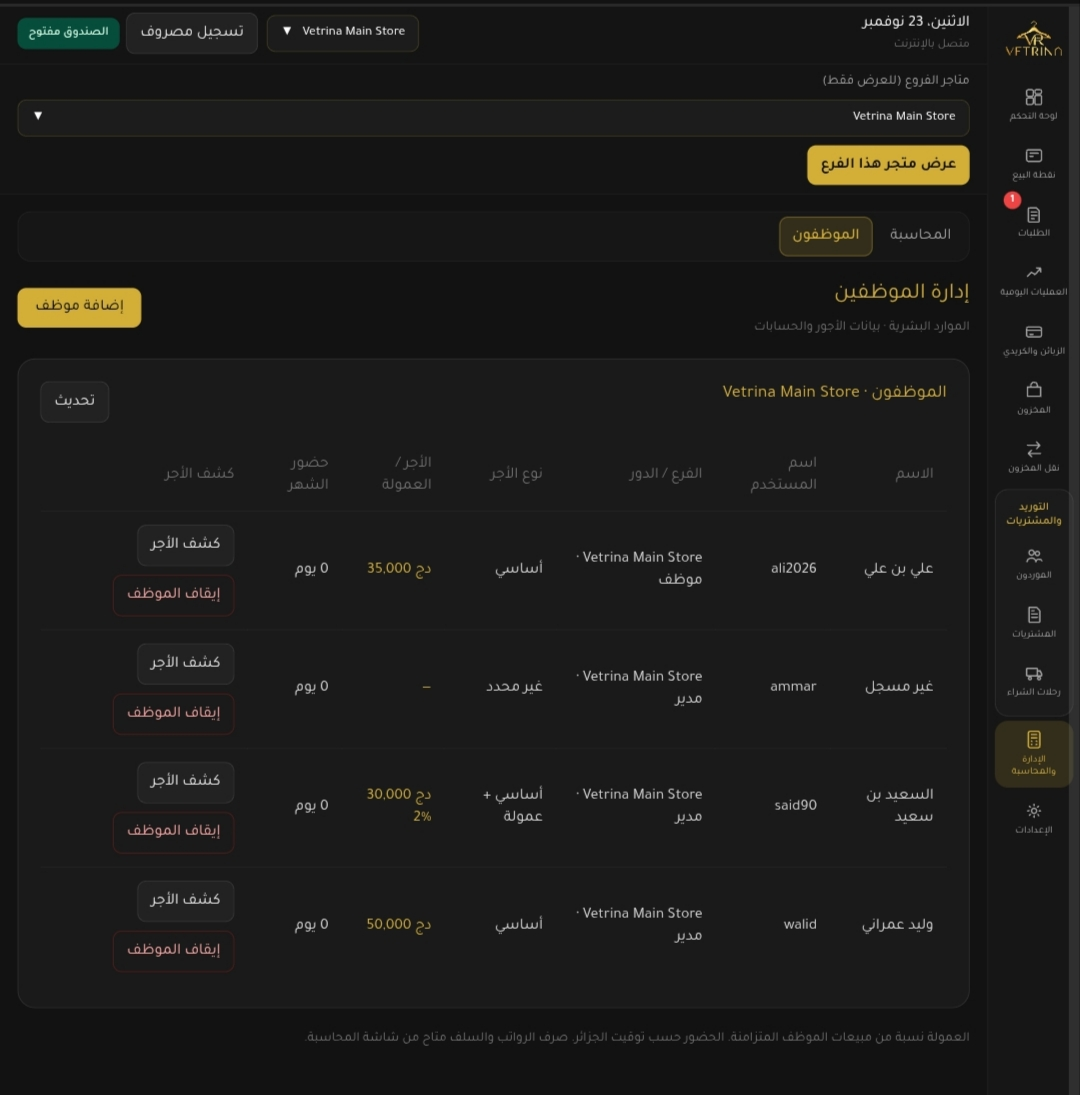 VETRINA
لوحة التحكم
نقطة البيع
1
الطلبات
العمليات اليومية
الزبائن والكريدي
المخزون
نقل المخزون
التوريد
والمشتريات
الموردون
المشتريات
رحلات الشراء
الإدارة
والمحاسبة
الإعدادات
الاثنين، 23 نوفمبر
متصل بالإنترنت
Vetrina Main Store ▼
تسجيل مصروف
الصندوق مفتوح
متاجر الفروع (للعرض فقط)
Vetrina Main Store ▼
عرض متجر هذا الفرع
المحاسبة
الموظفون
إدارة الموظفين
إضافة موظف
الموارد البشرية · بيانات الأجور والحسابات
الموظفون · Vetrina Main Store
تحديث
الاسم
اسم
المستخدم
الفرع / الدور
نوع الأجر
الأجر /
العمولة
حضور
الشهر
كشف الأجر
علي بن علي
ali2026
Vetrina Main Store ·
موظف
أساسي
35,000 دج
0 يوم
كشف الأجر
إيقاف الموظف
غير مسجل
ammar
Vetrina Main Store ·
مدير
غير محدد
–
0 يوم
كشف الأجر
إيقاف الموظف
السعيد بن
سعيد
said90
Vetrina Main Store ·
مدير
أساسي +
عمولة
30,000 دج
2%
0 يوم
كشف الأجر
إيقاف الموظف
وليد عمراني
walid
Vetrina Main Store ·
مدير
أساسي
50,000 دج
0 يوم
كشف الأجر
إيقاف الموظف
العمولة نسبة من مبيعات الموظف المتزامنة. الحضور حسب توقيت الجزائر. صرف الرواتب والسلف متاح من شاشة المحاسبة.